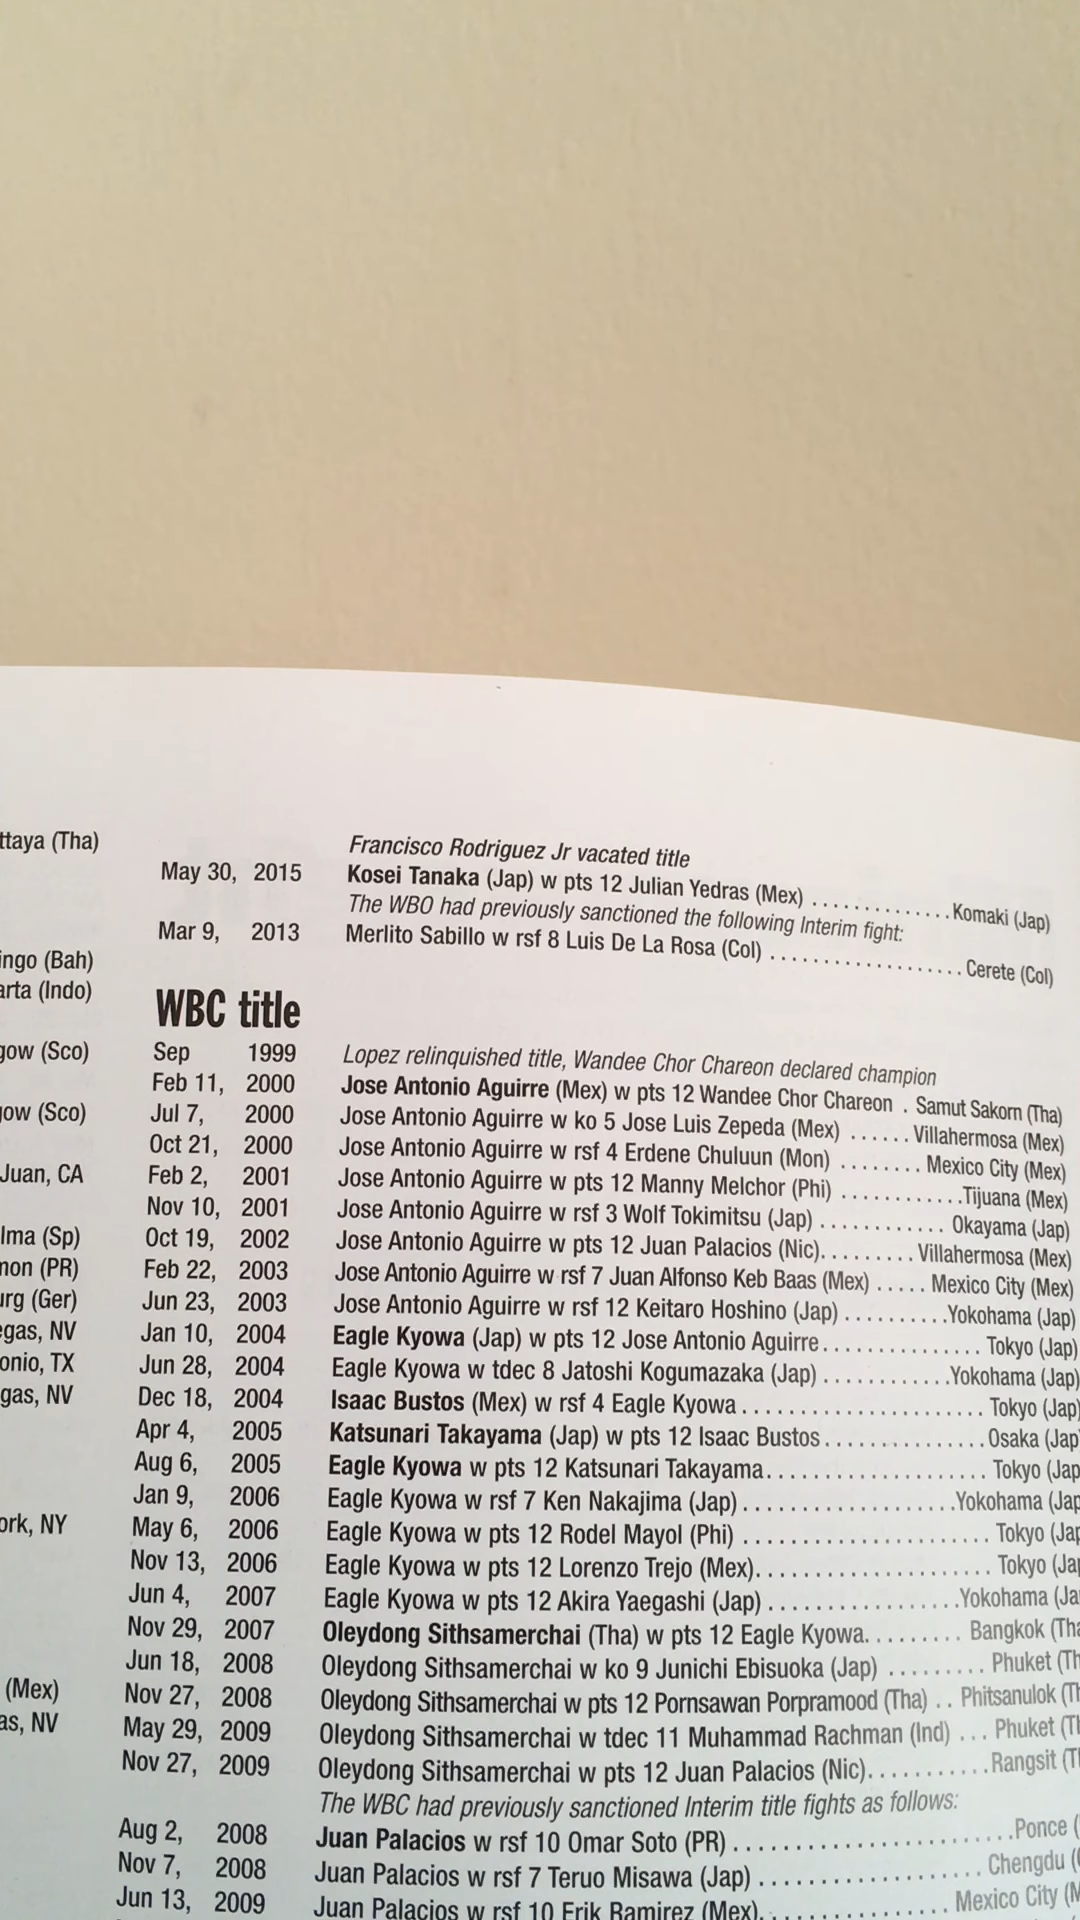 ttaya (Tha)
ingo (Bah)
arta (Indo)
gow (Sco)
ow (Sco)
Juan, CA
lma (Sp)
non (PR)
urg (Ger)
egas, NV
onio, TX
gas, NV
ork, NY
(Mex)
as, NV
Francisco Rodriguez Jr vacated title
May 30, 2015 Kosei Tanaka (Jap) w pts 12 Julian Yedras (Mex) .............. Komaki (Jap)
The WBO had previously sanctioned the following Interim fight:
Mar 9, 2013 Merlito Sabillo w rsf 8 Luis De La Rosa (Col) ................... Cerete (Col)
WBC title
Sep 1999 Lopez relinquished title, Wandee Chor Chareon declared champion
Feb 11, 2000 Jose Antonio Aguirre (Mex) w pts 12 Wandee Chor Chareon . Samut Sakorn (Tha)
Jul 7, 2000 Jose Antonio Aguirre w ko 5 Jose Luis Zepeda (Mex) ...... Villahermosa (Mex)
Oct 21, 2000 Jose Antonio Aguirre w rsf 4 Erdene Chuluun (Mon) ........ Mexico City (Mex)
Feb 2, 2001 Jose Antonio Aguirre w pts 12 Manny Melchor (Phi) ............ Tijuana (Mex)
Nov 10, 2001 Jose Antonio Aguirre w rsf 3 Wolf Tokimitsu (Jap) ............ Okayama (Jap)
Oct 19, 2002 Jose Antonio Aguirre w pts 12 Juan Palacios (Nic)......... Villahermosa (Mex)
Feb 22, 2003 Jose Antonio Aguirre w rsf 7 Juan Alfonso Keb Baas (Mex) ..... Mexico City (Mex)
Jun 23, 2003 Jose Antonio Aguirre w rsf 12 Keitaro Hoshino (Jap) .......... Yokohama (Jap)
Jan 10, 2004 Eagle Kyowa (Jap) w pts 12 Jose Antonio Aguirre............... Tokyo (Jap)
Jun 28, 2004 Eagle Kyowa w tdec 8 Jatoshi Kogumazaka (Jap) ............ Yokohama (Jap)
Dec 18, 2004 Isaac Bustos (Mex) w rsf 4 Eagle Kyowa ....................... Tokyo (Jap)
Apr 4, 2005 Katsunari Takayama (Jap) w pts 12 Isaac Bustos............... Osaka (Jap
Aug 6, 2005 Eagle Kyowa w pts 12 Katsunari Takayama..................... Tokyo (Jap
Jan 9, 2006 Eagle Kyowa w rsf 7 Ken Nakajima (Jap) .................... Yokohama (Jap
May 6, 2006 Eagle Kyowa w pts 12 Rodel Mayol (Phi) ....................... Tokyo (Jap
Nov 13, 2006 Eagle Kyowa w pts 12 Lorenzo Trejo (Mex)...................... Tokyo (Ja
Jun 4, 2007 Eagle Kyowa w pts 12 Akira Yaegashi (Jap) .................. Yokohama (Ja
Nov 29, 2007 Oleydong Sithsamerchai (Tha) w pts 12 Eagle Kyowa......... Bangkok (Tha
Jun 18, 2008 Oleydong Sithsamerchai w ko 9 Junichi Ebisuoka (Jap) ......... Phuket (Th
Nov 27, 2008 Oleydong Sithsamerchai w pts 12 Pornsawan Porpramood (Tha) .. Phitsanulok (Th
May 29, 2009 Oleydong Sithsamerchai w tdec 11 Muhammad Rachman (Ind) ... Phuket (Th
Nov 27, 2009 Oleydong Sithsamerchai w pts 12 Juan Palacios (Nic)........... Rangsit (Th
The WBC had previously sanctioned Interim title fights as follows:
Aug 2, 2008 Juan Palacios w rsf 10 Omar Soto (PR) .......................... Ponce (
Nov 7, 2008 Juan Palacios w rsf 7 Teruo Misawa (Jap) ..................... Chengdu (
Jun 13, 2009 Juan Palacios w rsf 10 Erik Ramirez (Mex).................. Mexico City (M